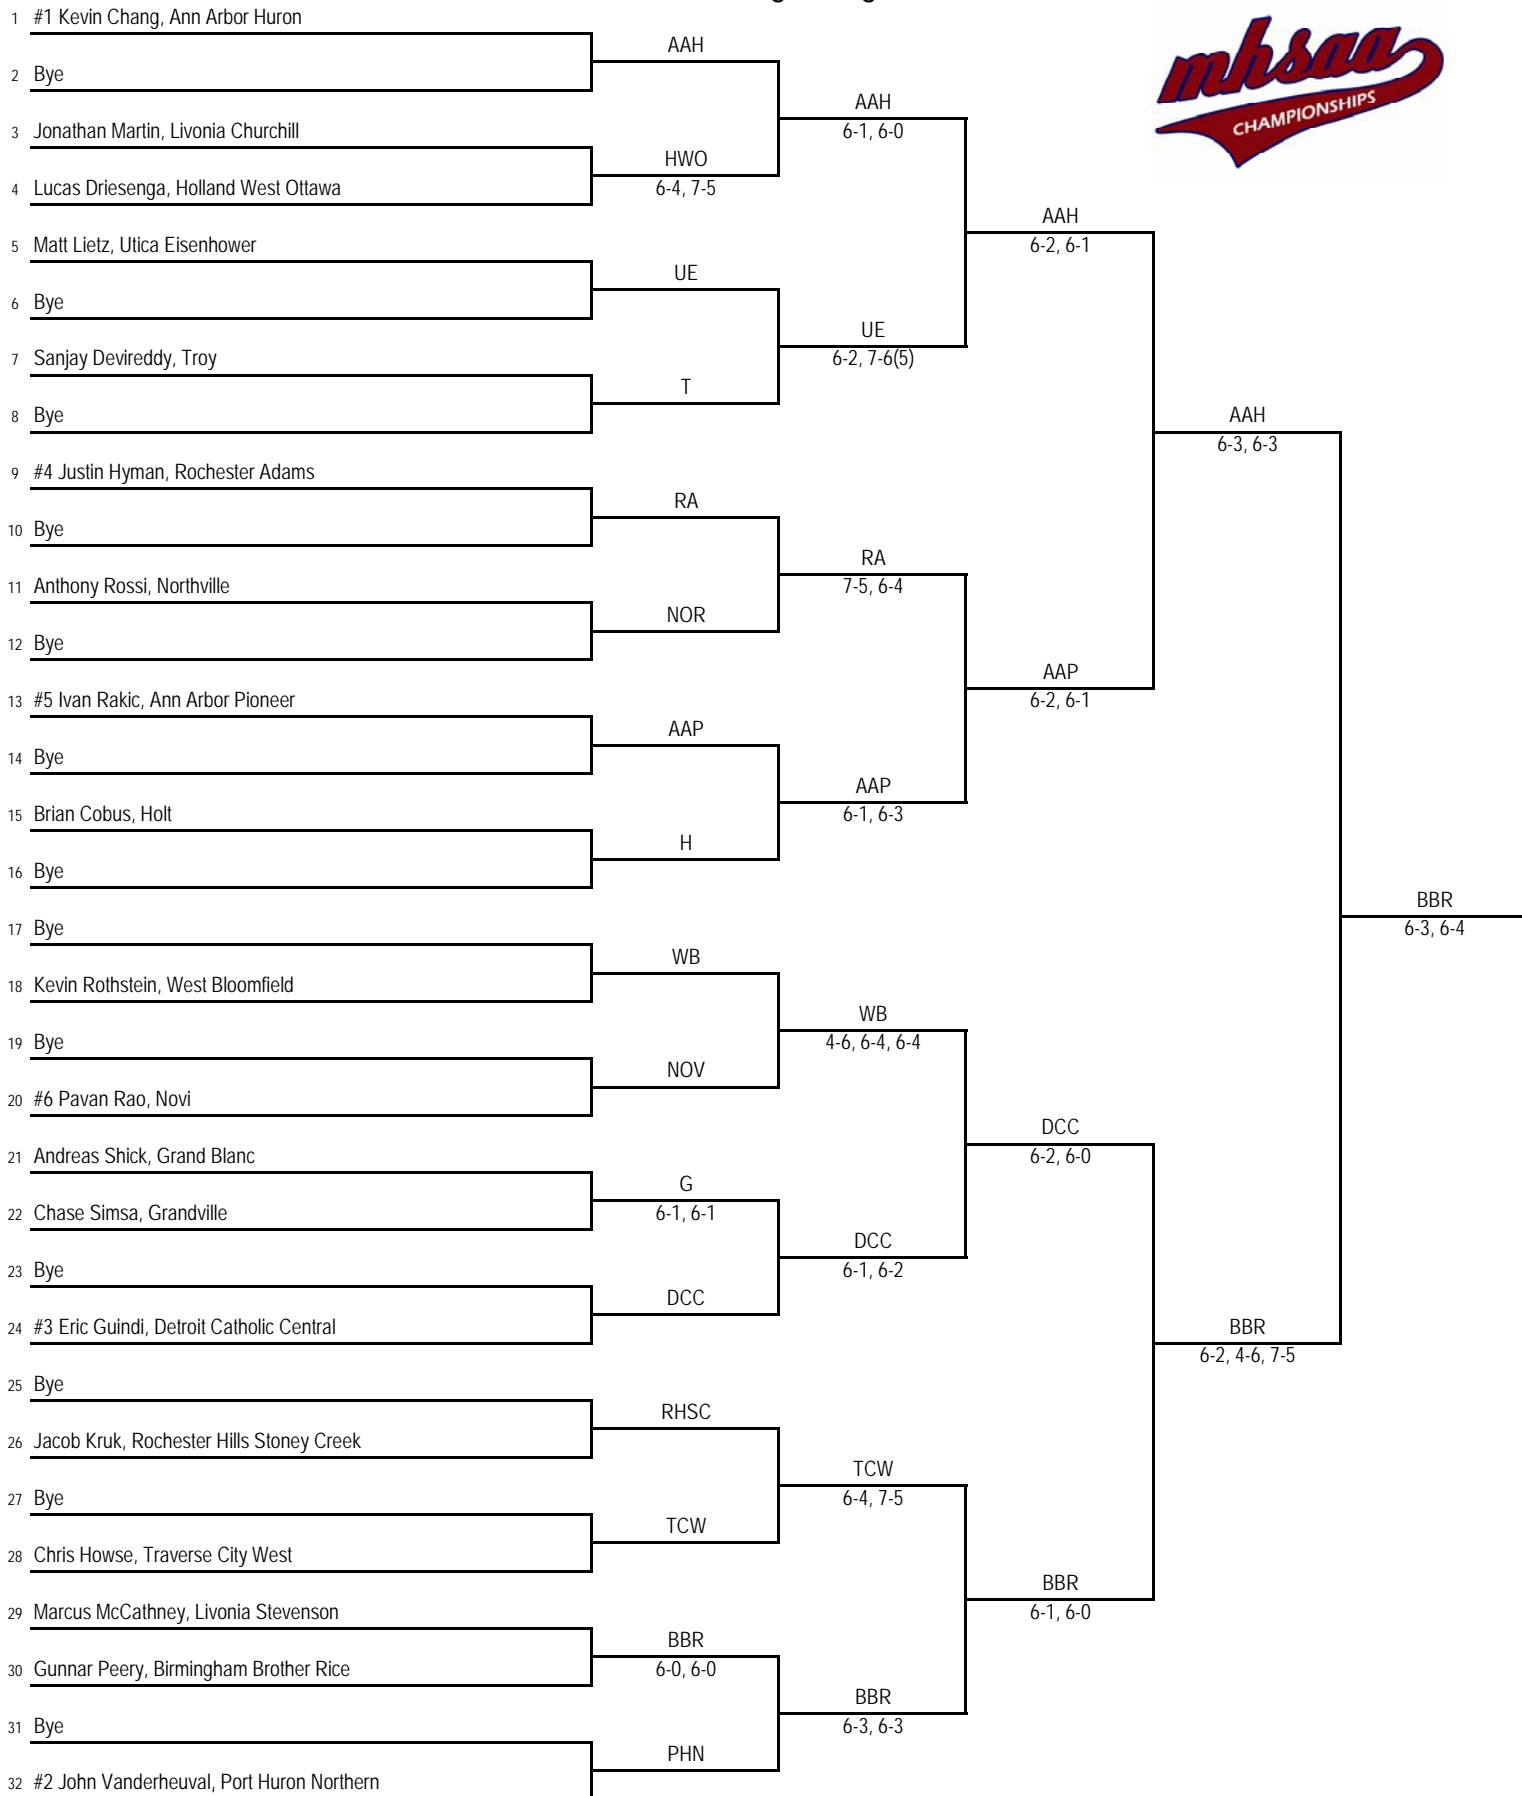 1 #1 Kevin Chang, Ann Arbor Huron
2 Bye
3 Jonathan Martin, Livonia Churchill
4 Lucas Driesenga, Holland West Ottawa
5 Matt Lietz, Utica Eisenhower
6 Bye
7 Sanjay Devireddy, Troy
8 Bye
9 #4 Justin Hyman, Rochester Adams
10 Bye
11 Anthony Rossi, Northville
12 Bye
13 #5 Ivan Rakic, Ann Arbor Pioneer
14 Bye
15 Brian Cobus, Holt
16 Bye
17 Bye
18 Kevin Rothstein, West Bloomfield
19 Bye
20 #6 Pavan Rao, Novi
21 Andreas Shick, Grand Blanc
22 Chase Simsa, Grandville
23 Bye
24 #3 Eric Guindi, Detroit Catholic Central
25 Bye
26 Jacob Kruk, Rochester Hills Stoney Creek
27 Bye
28 Chris Howse, Traverse City West
29 Marcus McCathney, Livonia Stevenson
30 Gunnar Peery, Birmingham Brother Rice
31 Bye
32 #2 John Vanderheuval, Port Huron Northern
AAH
HWO
6-4, 7-5
UE
T
RA
NOR
AAP
H
WB
NOV
G
6-1, 6-1
DCC
RHSC
TCW
BBR
6-0, 6-0
PHN
AAH
6-1, 6-0
UE
6-2, 7-6(5)
RA
7-5, 6-4
AAP
6-1, 6-3
WB
4-6, 6-4, 6-4
DCC
6-1, 6-2
TCW
6-4, 7-5
BBR
6-3, 6-3
AAH
6-2, 6-1
AAP
6-2, 6-1
DCC
6-2, 6-0
BBR
6-1, 6-0
AAH
6-3, 6-3
BBR
6-2, 4-6, 7-5
BBR
6-3, 6-4
mhsaa
CHAMPIONSHIPS